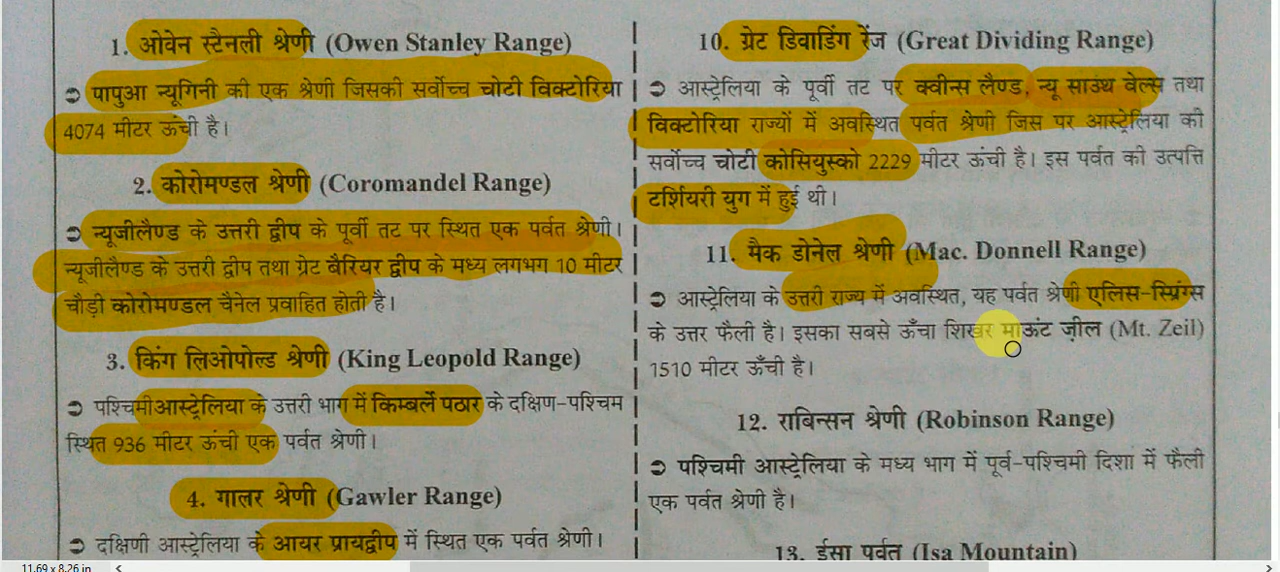 1. ओवेन स्टैनली श्रेणी (Owen Stanley Range)
➲ पापुआ न्यूगिनी की एक श्रेणी जिसकी सर्वोच्च चोटी विक्टोरिया
4074 मीटर ऊंची है।
2. कोरोमण्डल श्रेणी (Coromandel Range)
➲ न्यूजीलैण्ड के उत्तरी द्वीप के पूर्वी तट पर स्थित एक पर्वत श्रेणी।
न्यूजीलैण्ड के उत्तरी द्वीप तथा ग्रेट बैरियर द्वीप के मध्य लगभग 10 मीटर
चौड़ी कोरोमण्डल चैनेल प्रवाहित होती है।
3. किंग लिओपोल्ड श्रेणी (King Leopold Range)
➲ पश्चिमीआस्ट्रेलिया के उत्तरी भाग में किम्बर्ले पठार के दक्षिण-पश्चिम
स्थित 936 मीटर ऊंची एक पर्वत श्रेणी।
4. गालर श्रेणी (Gawler Range)
➲ दक्षिणी आस्ट्रेलिया के आयर प्रायद्वीप में स्थित एक पर्वत श्रेणी।
10. ग्रेट डिवाडिंग रेंज (Great Dividing Range)
➲ आस्ट्रेलिया के पूर्वी तट पर क्वीन्स लैण्ड, न्यू साउथ वेल्स तथा
विक्टोरिया राज्यों में अवस्थित पर्वत श्रेणी जिस पर आस्ट्रेलिया की
सर्वोच्च चोटी कोसियुस्को 2229 मीटर ऊंची है। इस पर्वत की उत्पत्ति
टर्शियरी युग में हुई थी।
11. मैक डोनेल श्रेणी (Mac. Donnell Range)
➲ आस्ट्रेलिया के उत्तरी राज्य में अवस्थित, यह पर्वत श्रेणी एलिस-स्प्रिंग्स
के उत्तर फैली है। इसका सबसे ऊँचा शिखर माऊंट ज़ील (Mt. Zeil)
1510 मीटर ऊँची है।
12. राबिन्सन श्रेणी (Robinson Range)
➲ पश्चिमी आस्ट्रेलिया के मध्य भाग में पूर्व-पश्चिमी दिशा में फैली
एक पर्वत श्रेणी है।
13. ईसा पर्वत (Isa Mountain)
11.69 x 8.26 in